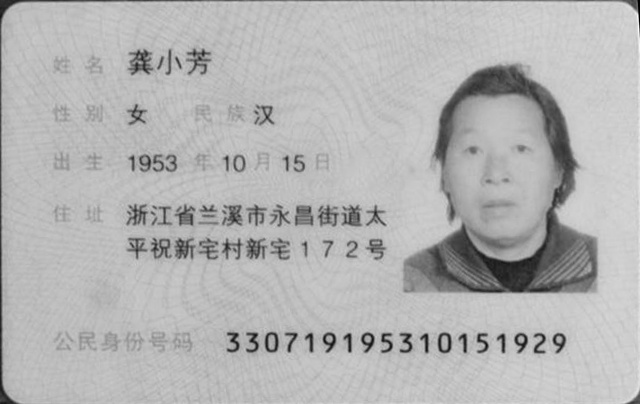 姓名 龚小芳
性别 女 民族 汉
出生 1953 年 10 月 15 日
住址 浙江省兰溪市永昌街道太
平祝新宅村新宅172号
公民身份号码 330719195310151929